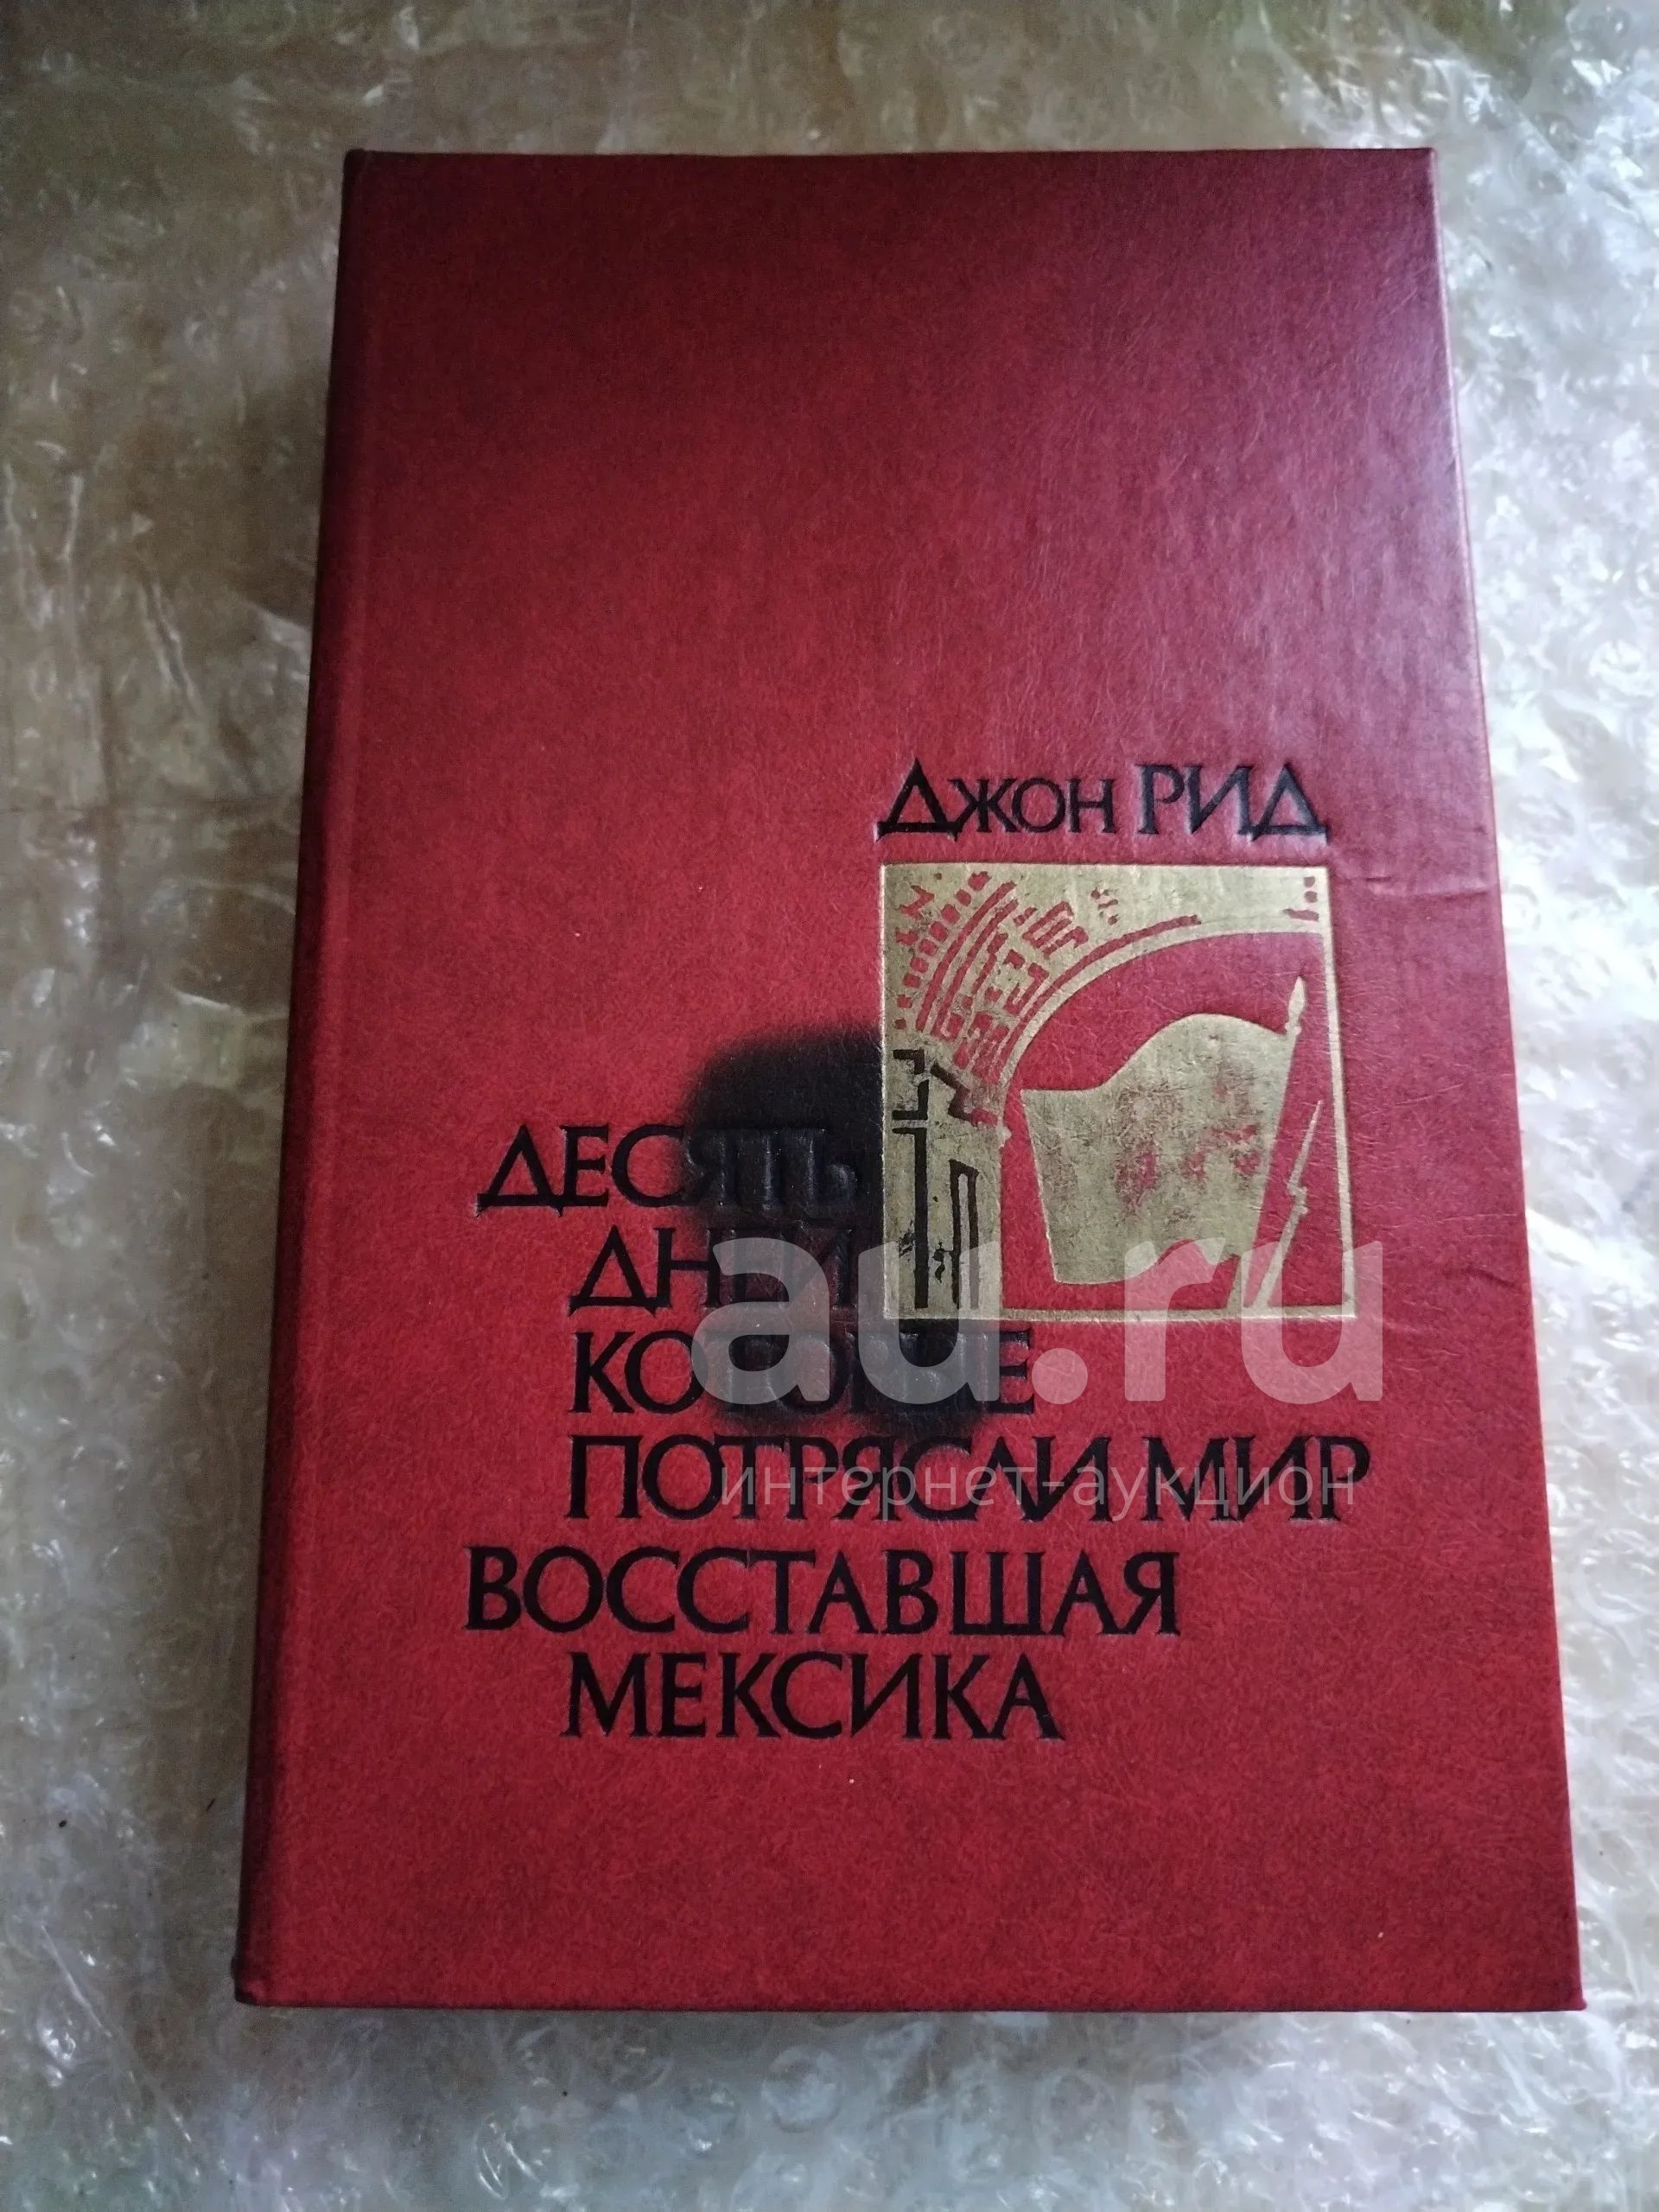 Джон РИД
ДЕСЯТЬ
ДНЕЙ
КОТОРЫЕ
ПОТРЯСЛИ МИР
ВОССТАВШАЯ
МЕКСИКА
au.ru
интернет-аукцион